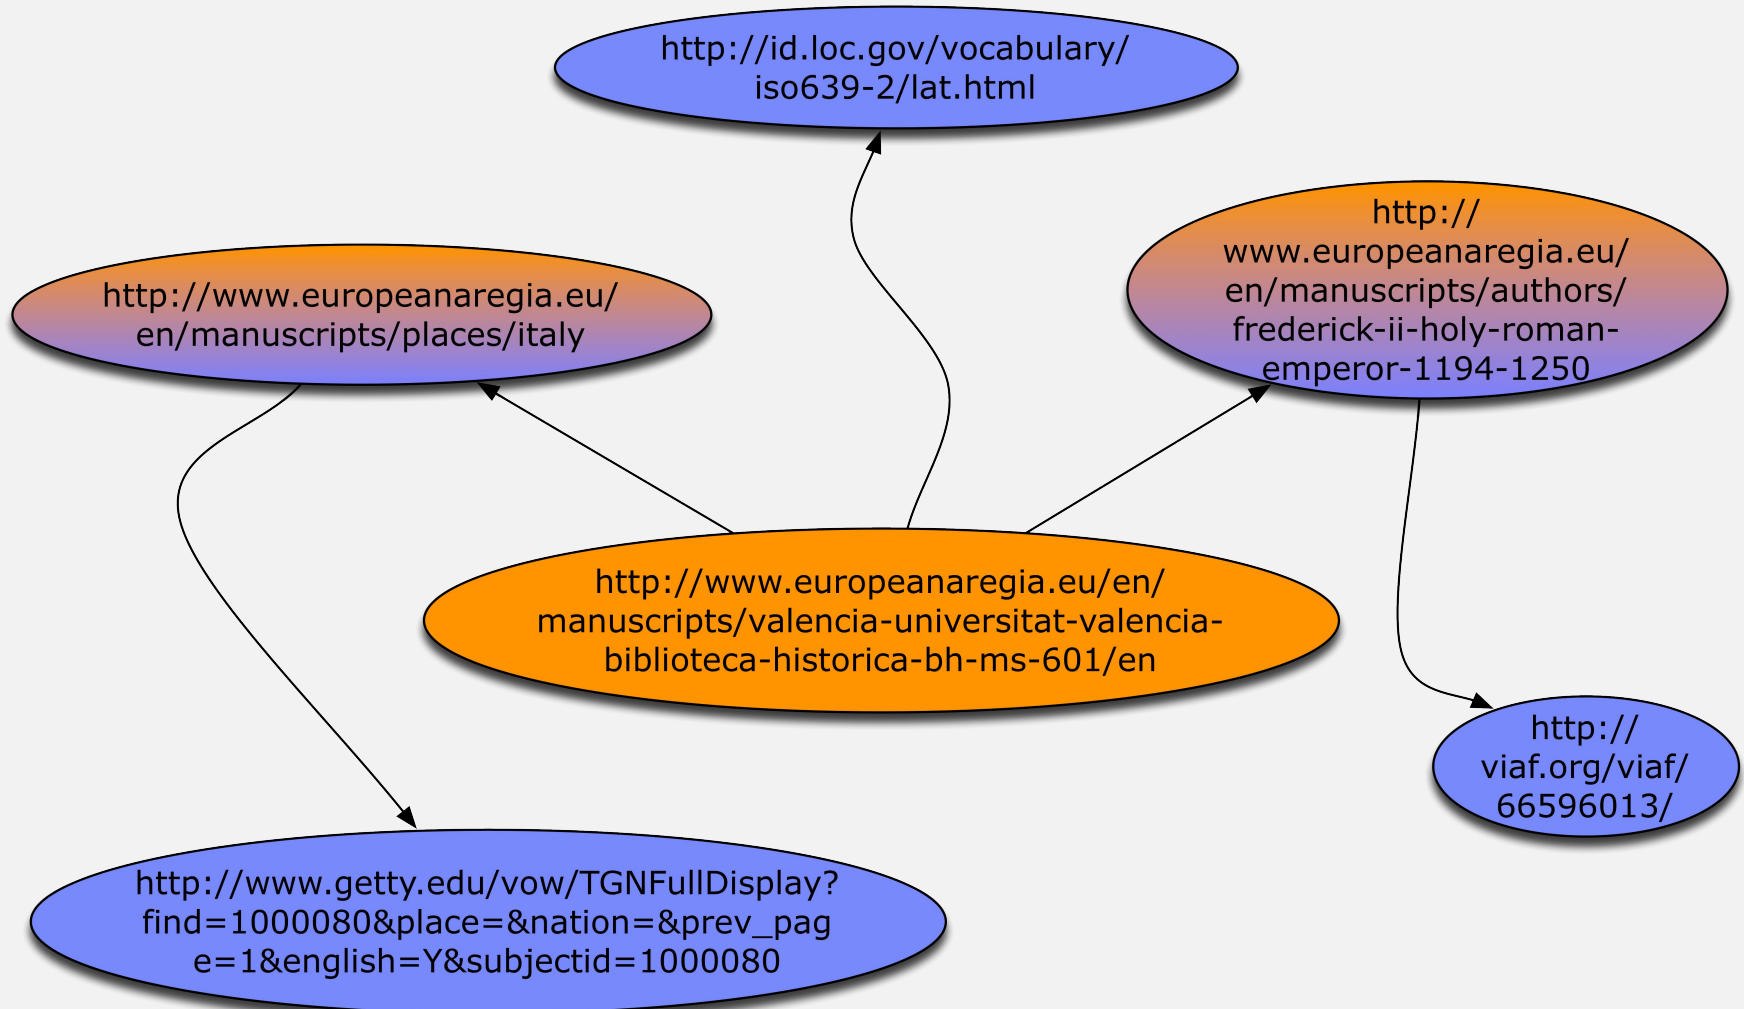 http://id.loc.gov/vocabulary/
iso639-2/lat.html
http://
www.europeanaregia.eu/
en/manuscripts/authors/
frederick-ii-holy-roman-
emperor-1194-1250
http://www.europeanaregia.eu/
en/manuscripts/places/italy
http://www.europeanaregia.eu/en/
manuscripts/valencia-universitat-valencia-
biblioteca-historica-bh-ms-601/en
http://
viaf.org/viaf/
66596013/
http://www.getty.edu/vow/TGNFullDisplay?
find=1000080&place=&nation=&prev_pag
e=1&english=Y&subjectid=1000080